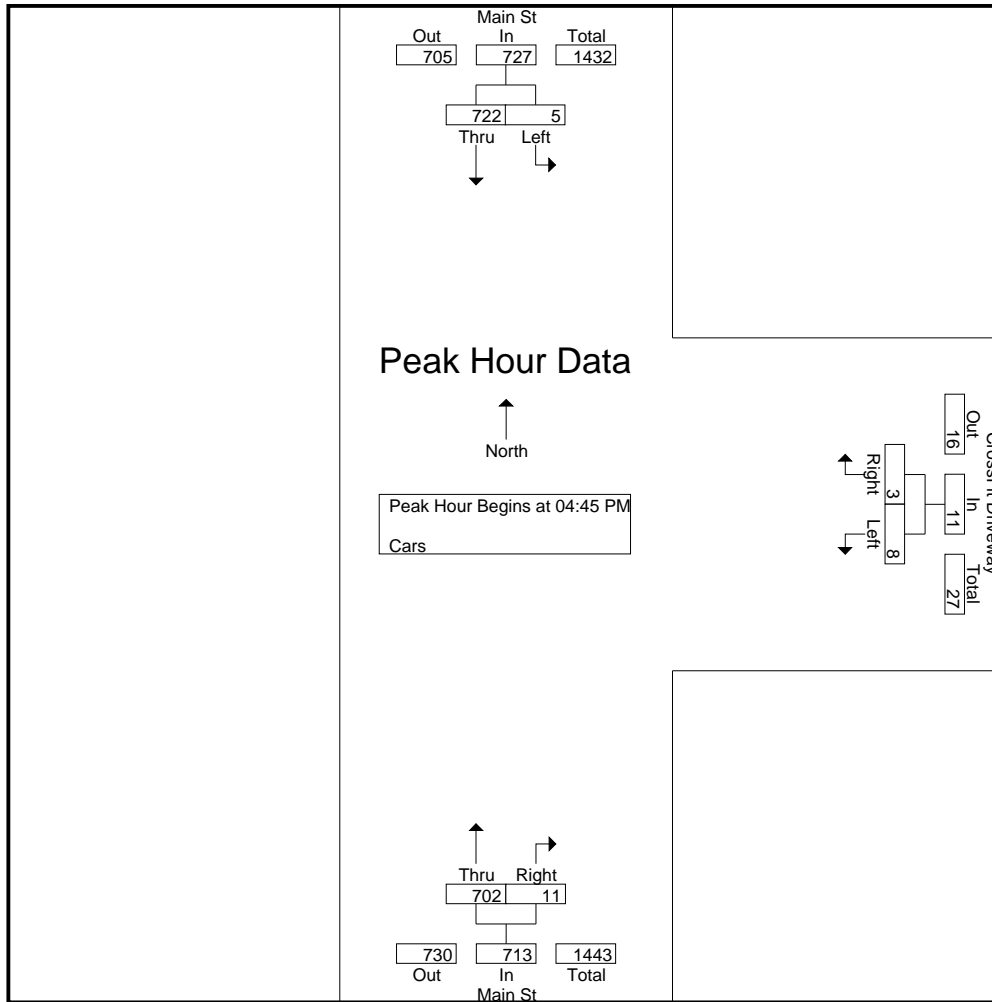 Main St
Out In Total
705 727 1432
722 5
Thru Left
Peak Hour Data
North
Peak Hour Begins at 04:45 PM
Cars
Right Left
3 8
Out In Total
16 11 27
Driveway
Thru Right
702 11
730 713 1443
Out In Total
Main St